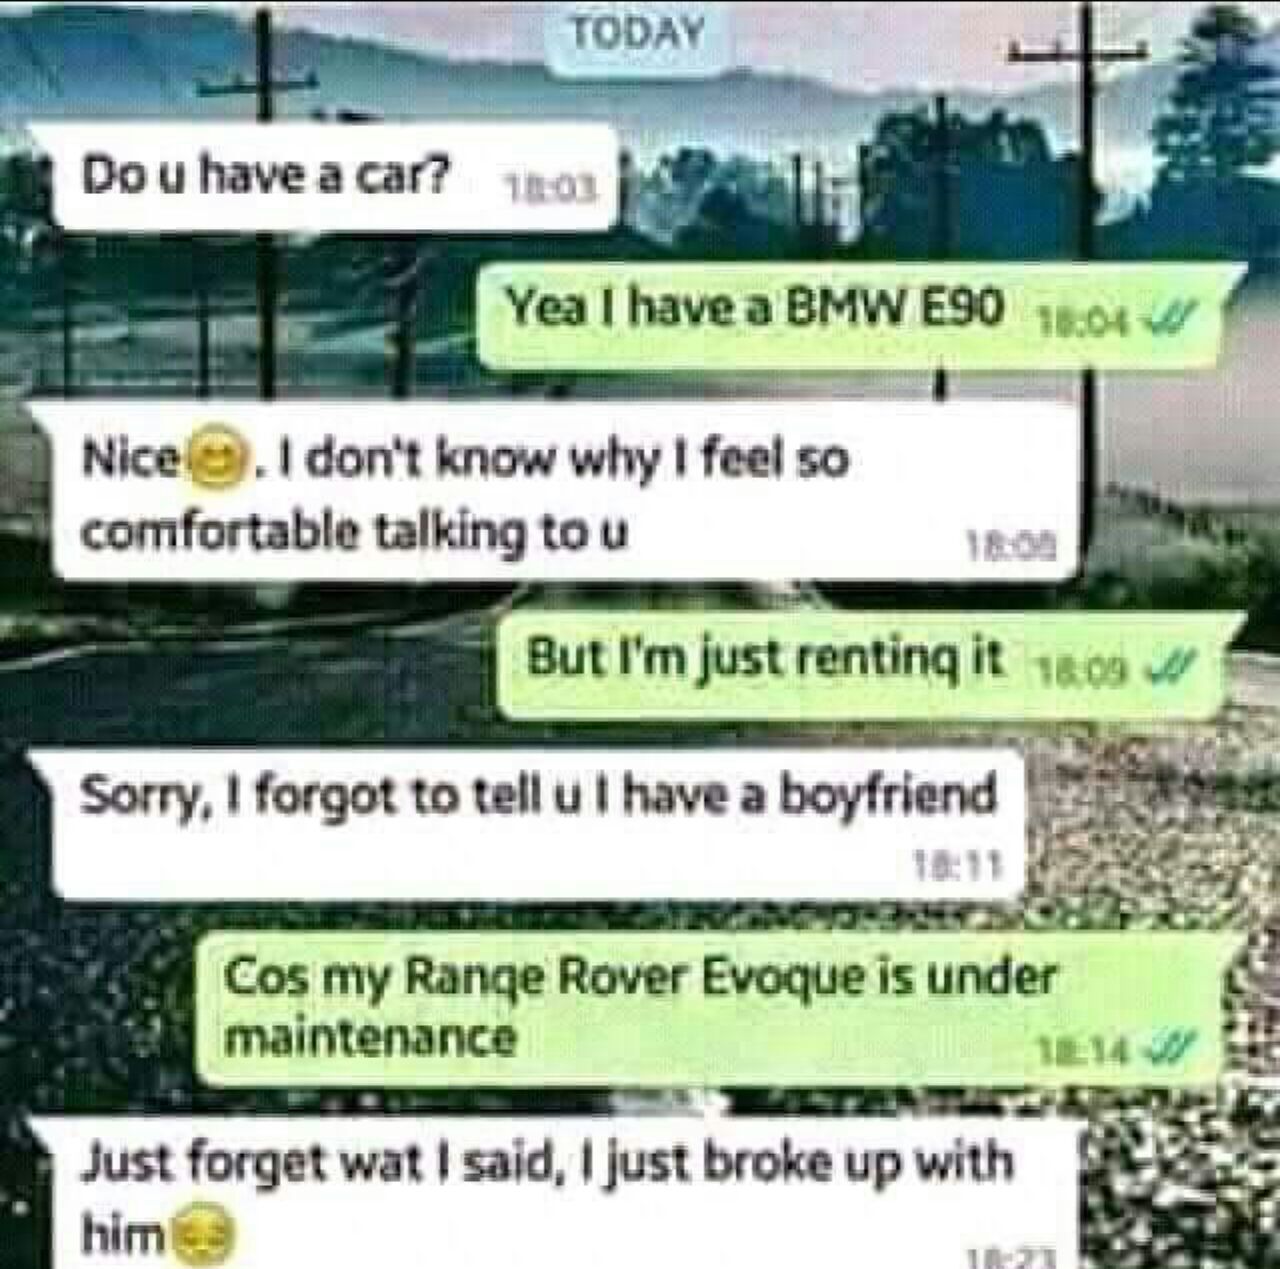 TODAY
Do u have a car? 18:03
Yea I have a BMW E90 18:04
Nice😊. I don't know why I feel so
comfortable talking to u 18:08
But I'm just renting it 18:09
Sorry, I forgot to tell u I have a boyfriend
18:11
Cos my Range Rover Evoque is under
maintenance 18:14
Just forget wat I said, I just broke up with
him😔 18:23